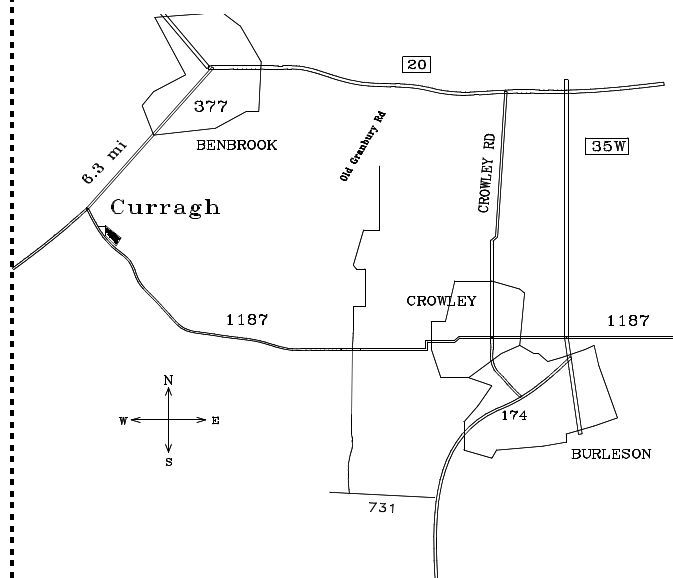 20
377
BENBROOK
Old Granbury Rd
6.3 mi
CROWLEY RD
35W
Curragh
CROWLEY
1187
1187
N
W E
S
174
BURLESON
731